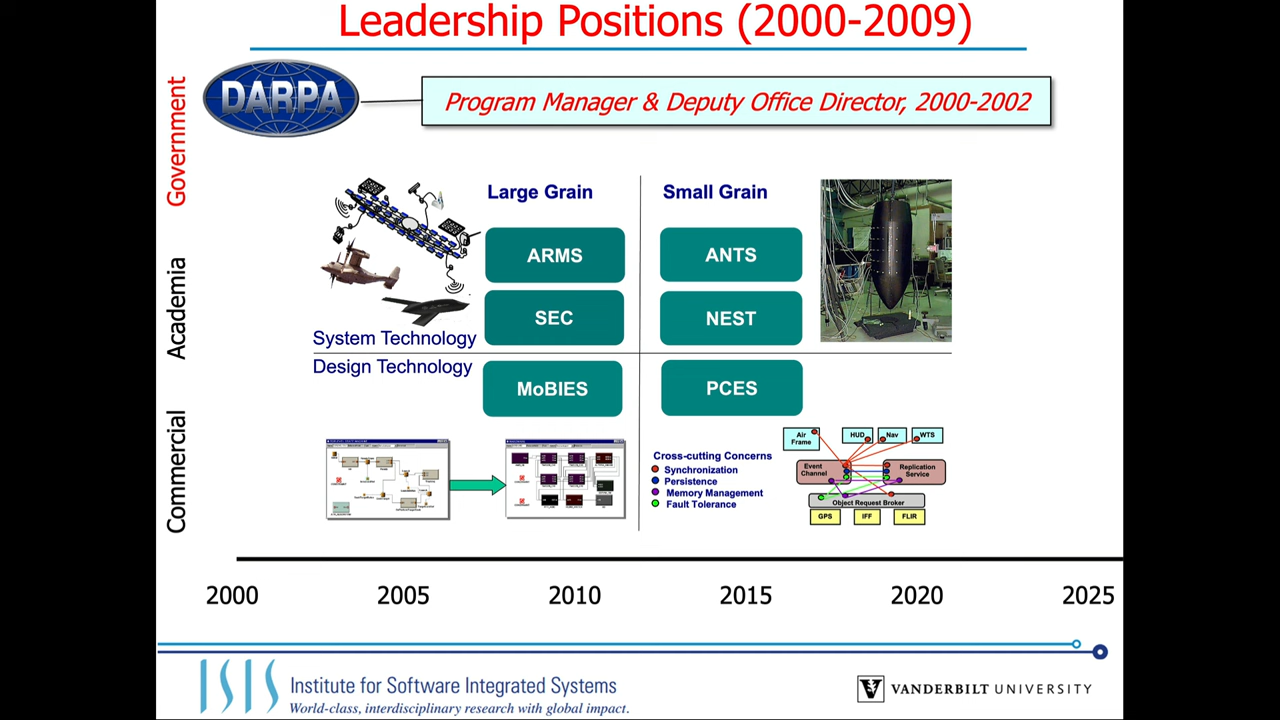 Leadership Positions (2000-2009)
Government
Academia
Commercial
DARPA
Program Manager & Deputy Office Director, 2000-2002
Large Grain
Small Grain
ARMS
ANTS
SEC
NEST
System Technology
Design Technology
MoBIES
PCES
Cross-cutting Concerns
Synchronization
Persistence
Memory Management
Fault Tolerance
Air
Frame
HUD
Nav
WTS
Event
Channel
Replication
Service
Object Request Broker
GPS
IFF
FLIR
2000
2005
2010
2015
2020
2025
ISIS
Institute for Software Integrated Systems
World-class, interdisciplinary research with global impact.
V
VANDERBILT UNIVERSITY